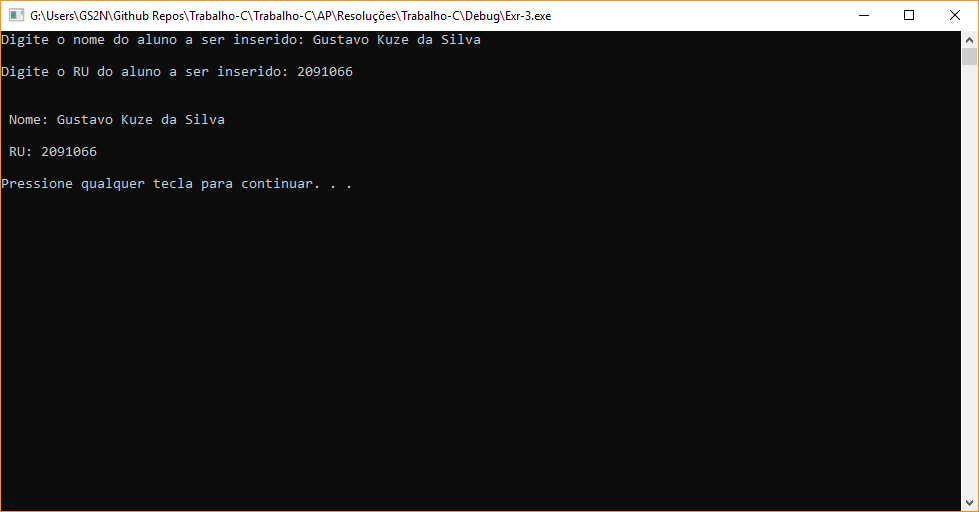 G:\Users\GS2N\Github Repos\Trabalho-C\Trabalho-C\AP\Resoluções\Trabalho-C\Debug\Exr-3.exe
Digite o nome do aluno a ser inserido: Gustavo Kuze da Silva
Digite o RU do aluno a ser inserido: 2091066
Nome: Gustavo Kuze da Silva
RU: 2091066
Pressione qualquer tecla para continuar. . .